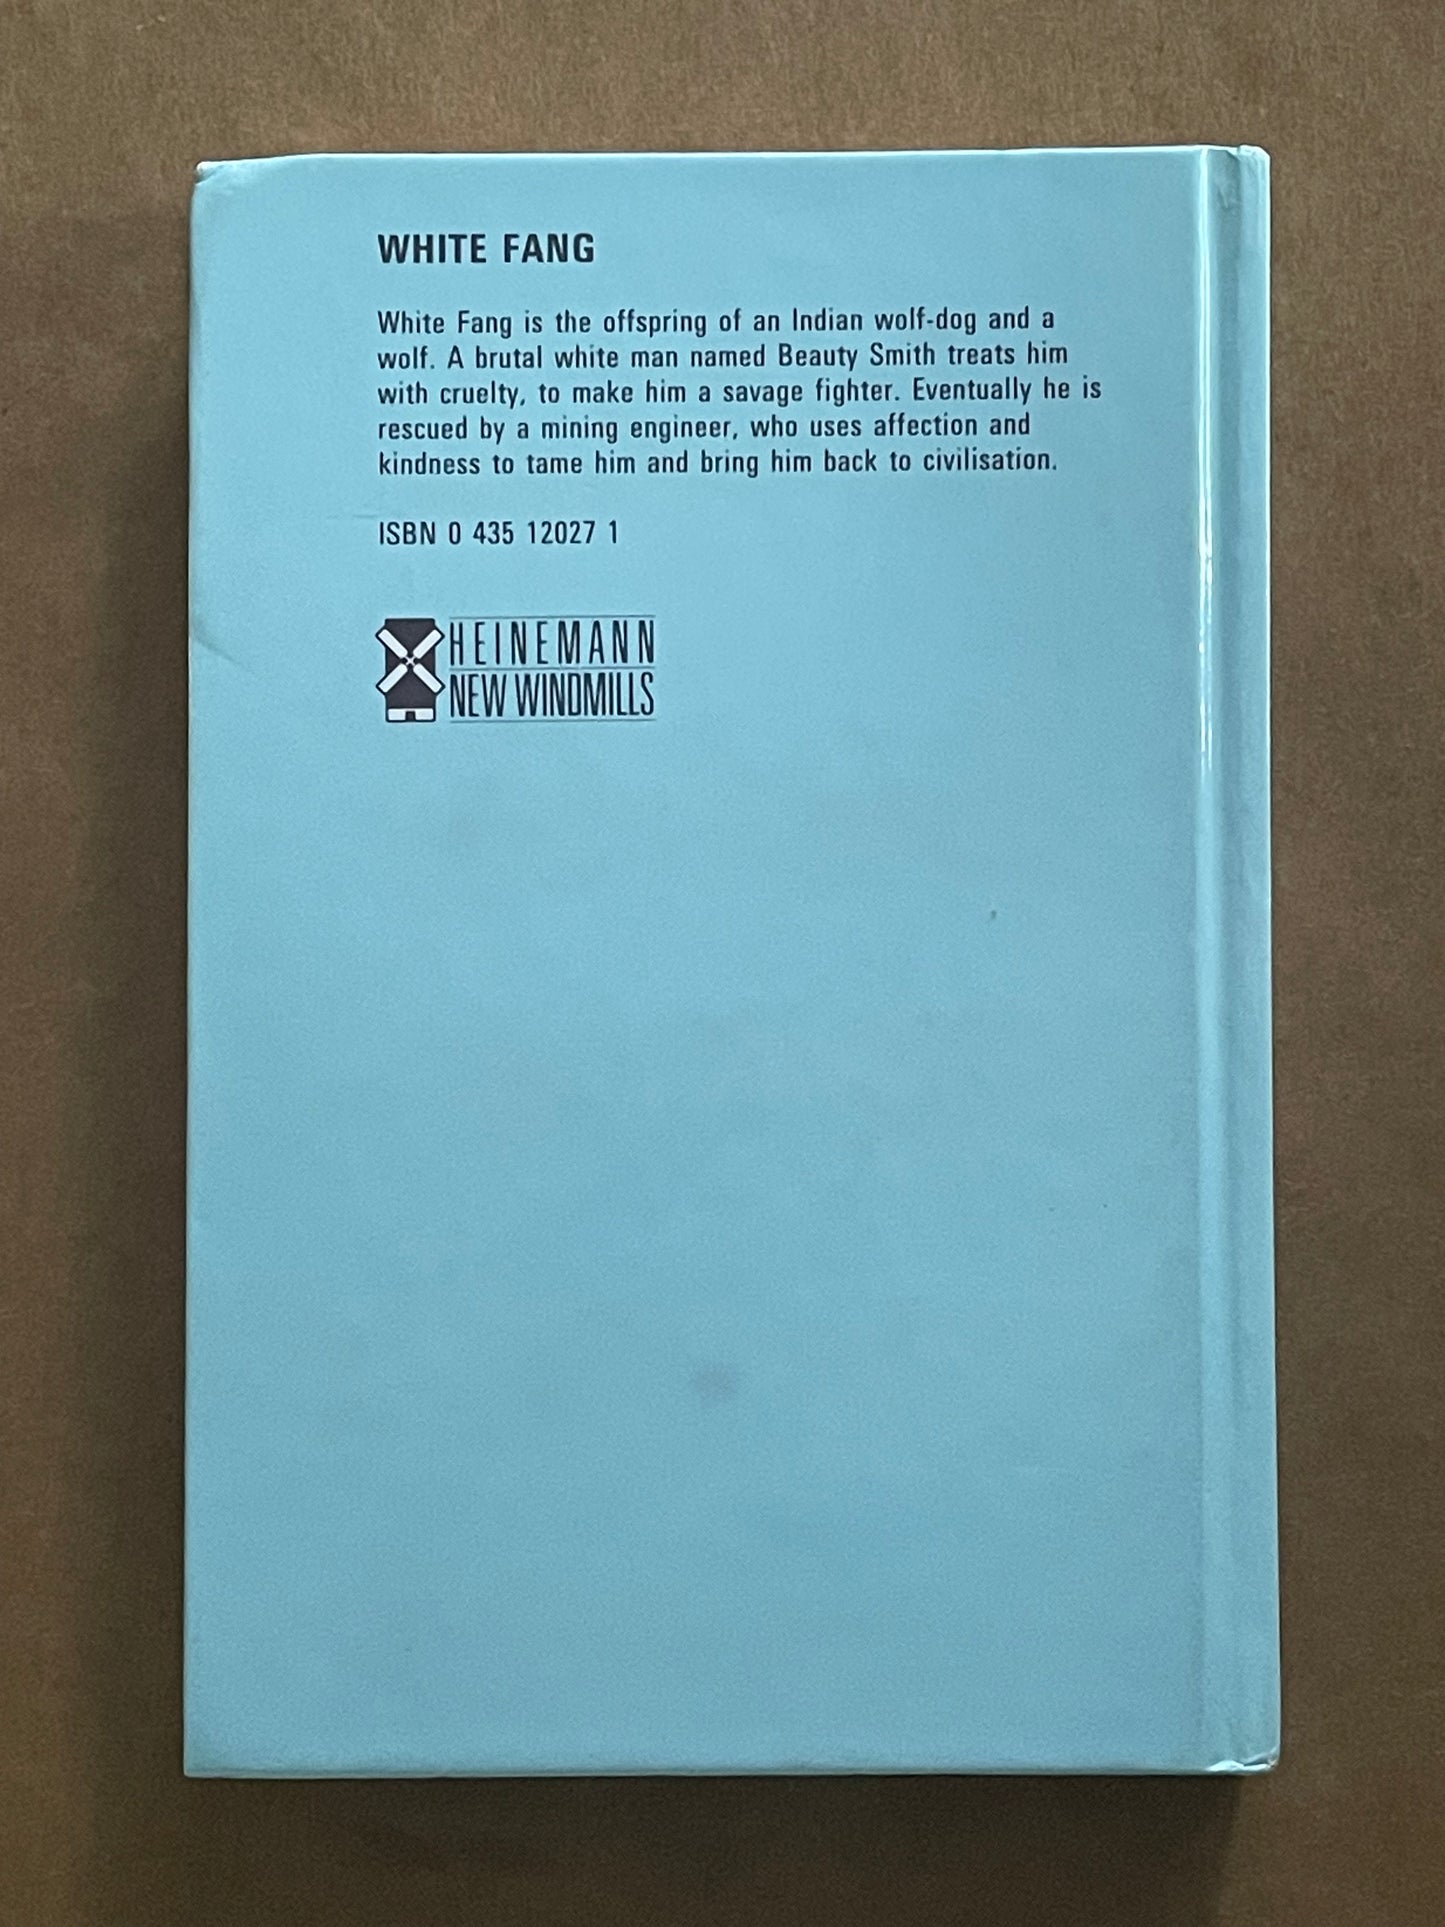 WHITE FANG
White Fang is the offspring of an Indian wolf-dog and a
wolf. A brutal white man named Beauty Smith treats him
with cruelty, to make him a savage fighter. Eventually he is
rescued by a mining engineer, who uses affection and
kindness to tame him and bring him back to civilisation.
ISBN 0 435 12027 1
HEINEMANN
NEW WINDMILLS